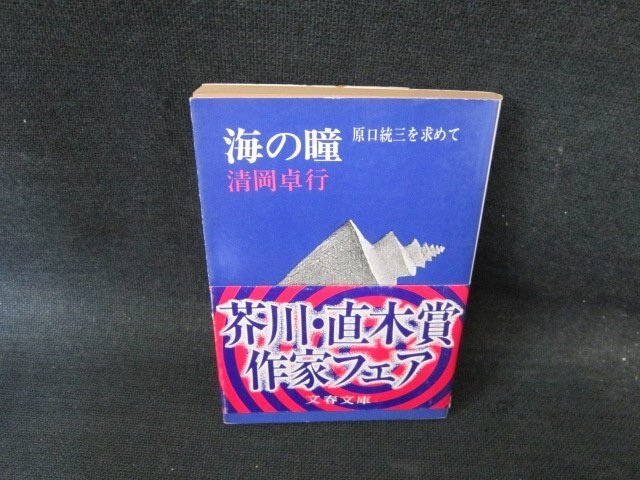 海の瞳
原口統三を求めて
清岡卓行
芥川・直木賞
作家フェア
文春文庫